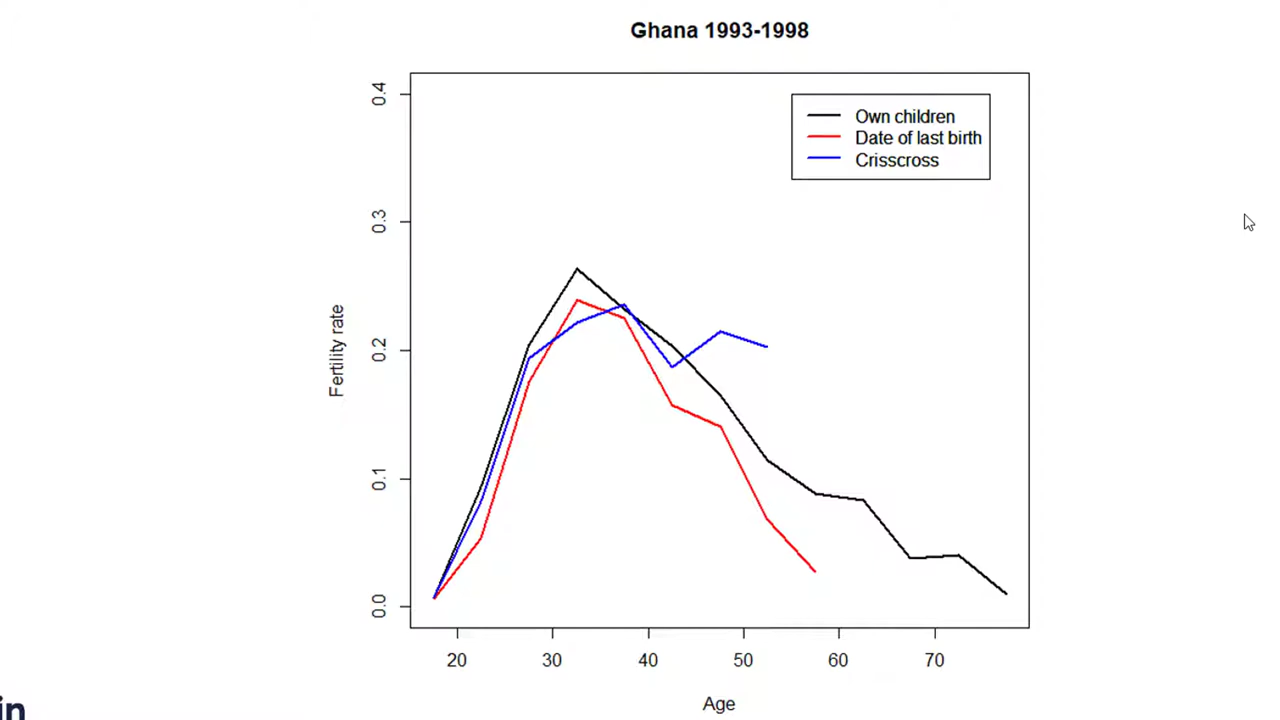 Ghana 1993-1998
Own children
Date of last birth
Crisscross
0.4
0.3
0.2
0.1
0.0
Fertility rate
20 30 40 50 60 70
Age
in